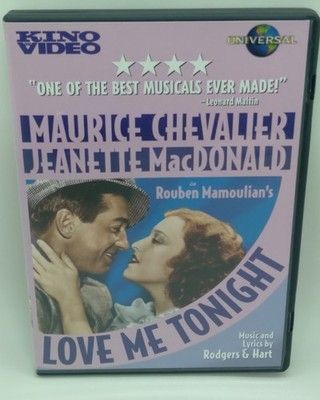 KINO
VIDEO
UNIVERSAL
"ONE OF THE BEST MUSICALS EVER MADE!"
–Leonard Maltin
MAURICE CHEVALIER
JEANETTE MacDONALD
in
Rouben Mamoulian's
LOVE ME TONIGHT
Music and
Lyrics by
Rodgers & Hart